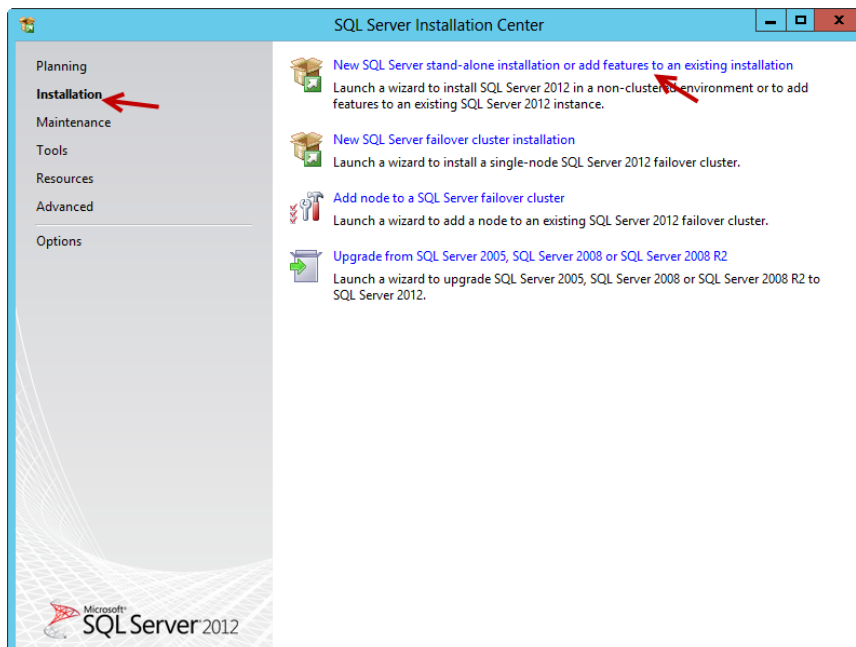 SQL Server Installation Center
Planning
Installation
Maintenance
Tools
Resources
Advanced
Options
New SQL Server stand-alone installation or add features to an existing installation
Launch a wizard to install SQL Server 2012 in a non-clustered environment or to add
features to an existing SQL Server 2012 instance.
New SQL Server failover cluster installation
Launch a wizard to install a single-node SQL Server 2012 failover cluster.
Add node to a SQL Server failover cluster
Launch a wizard to add a node to an existing SQL Server 2012 failover cluster.
Upgrade from SQL Server 2005, SQL Server 2008 or SQL Server 2008 R2
Launch a wizard to upgrade SQL Server 2005, SQL Server 2008 or SQL Server 2008 R2 to
SQL Server 2012.
Microsoft®
SQL Server 2012